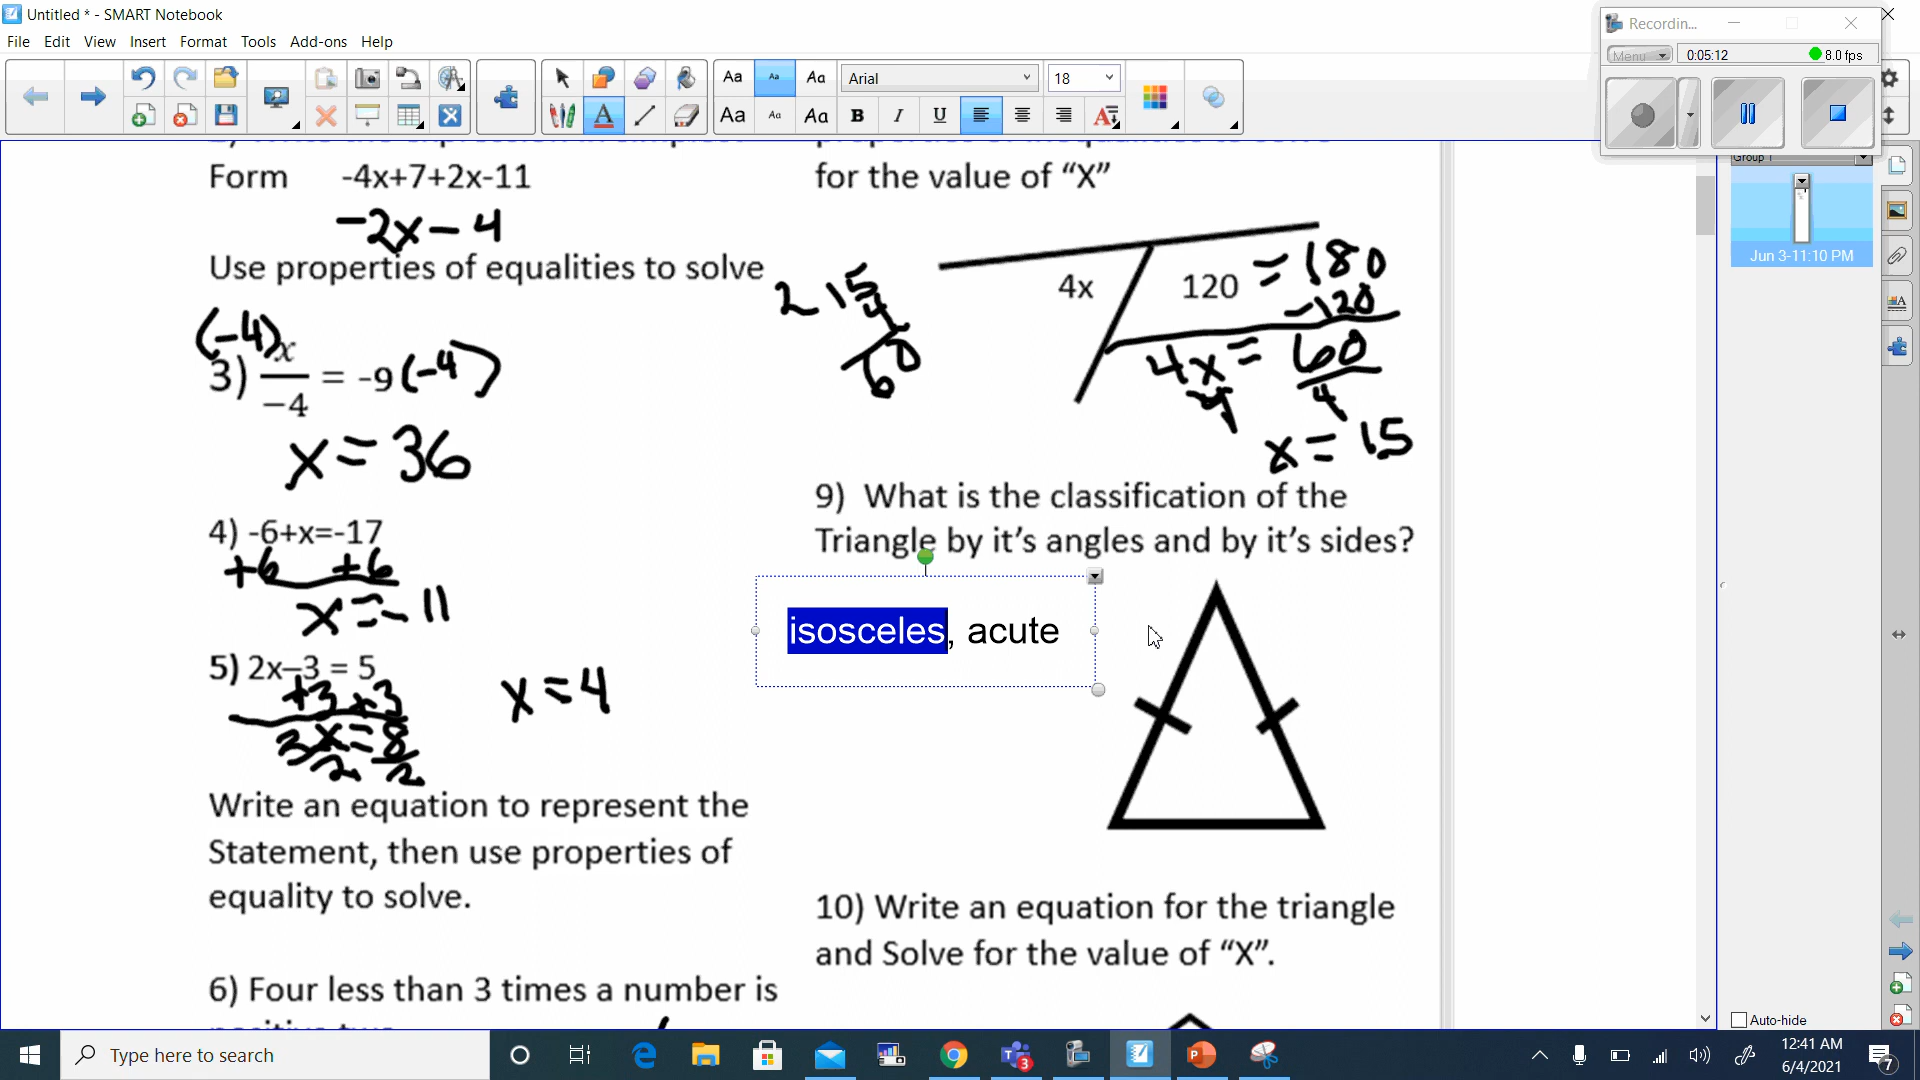 Untitled * - SMART Notebook
File Edit View Insert Format Tools Add-ons Help
Recordin...
Menu 0:05:12 8.0 fps
Arial 18
Form -4x+7+2x-11
-2x-4
Use properties of equalities to solve
(-4)
3) x/−4 = -9 (-4)
x=36
4) -6+x=-17
+6 +6
x=-11
5) 2x–3 = 5
+3 +3
x=8
2 2
x=4
Write an equation to represent the
Statement, then use properties of
equality to solve.
6) Four less than 3 times a number is
for the value of “X”
4x 120 =180
-120
4x=60
4
x=15
215
60
9) What is the classification of the
Triangle by it’s angles and by it’s sides?
isosceles, acute
10) Write an equation for the triangle
and Solve for the value of “X”.
Group 1
Jun 3-11:10 PM
Auto-hide
Type here to search
3
12:41 AM
6/4/2021
7